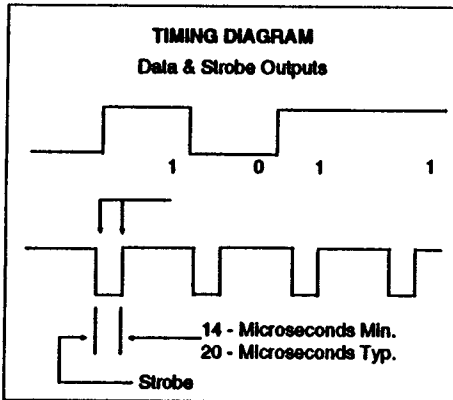 TIMING DIAGRAM
Data & Strobe Outputs
1 0 1 1
14 - Microseconds Min.
20 - Microseconds Typ.
Strobe